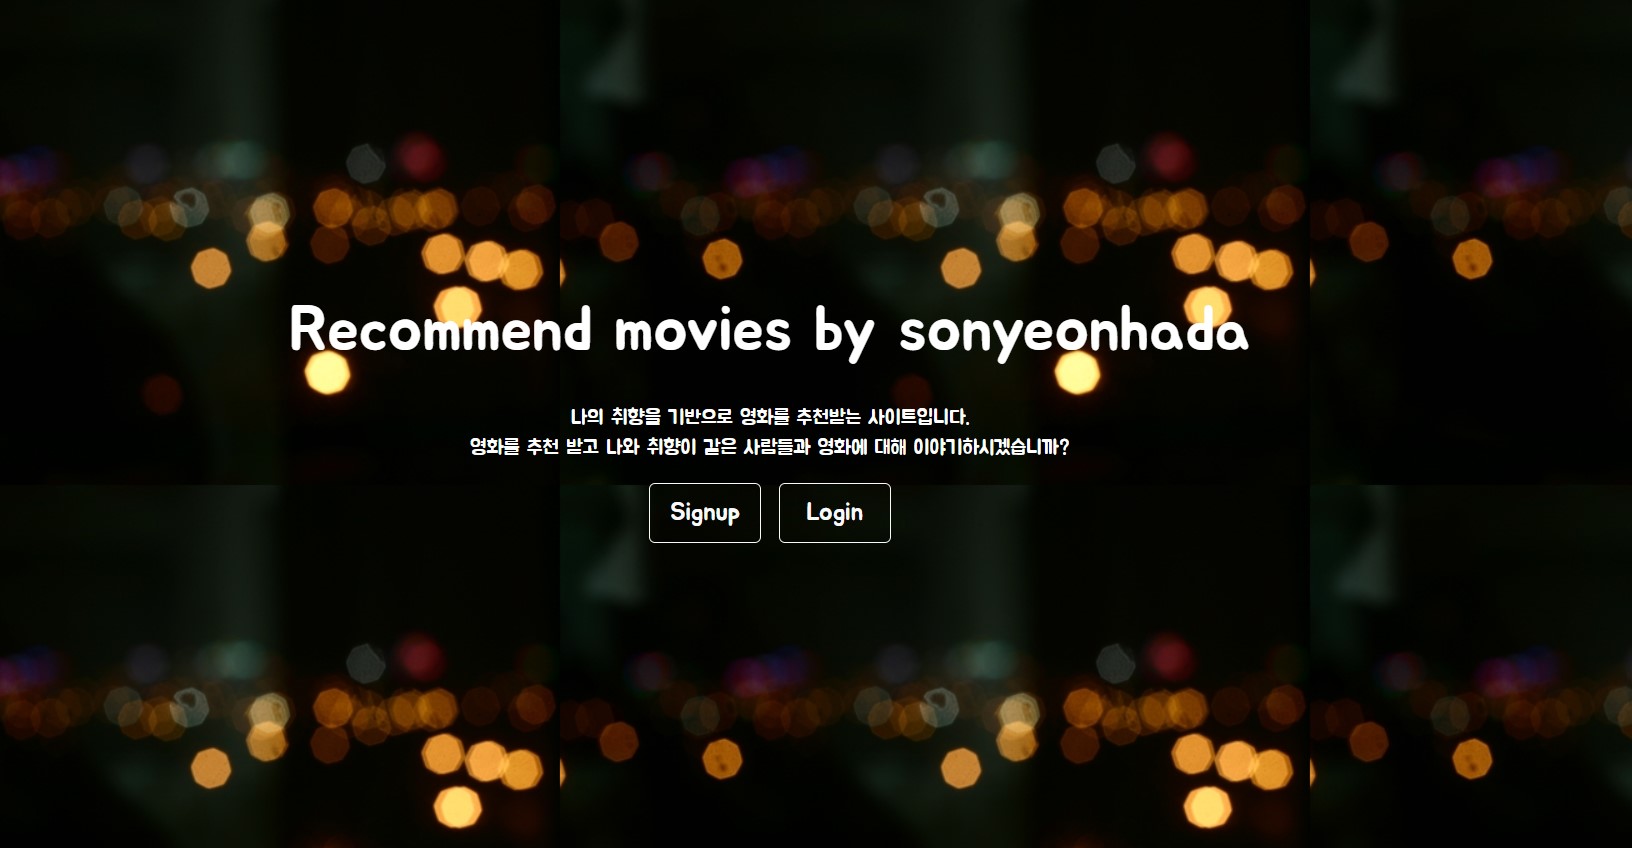 Recommend movies by sonyeonhada
나의 취향을 기반으로 영화를 추천받는 사이트입니다.
영화를 추천 받고 나와 취향이 같은 사람들과 영화에 대해 이야기하시겠습니까?
Signup
Login